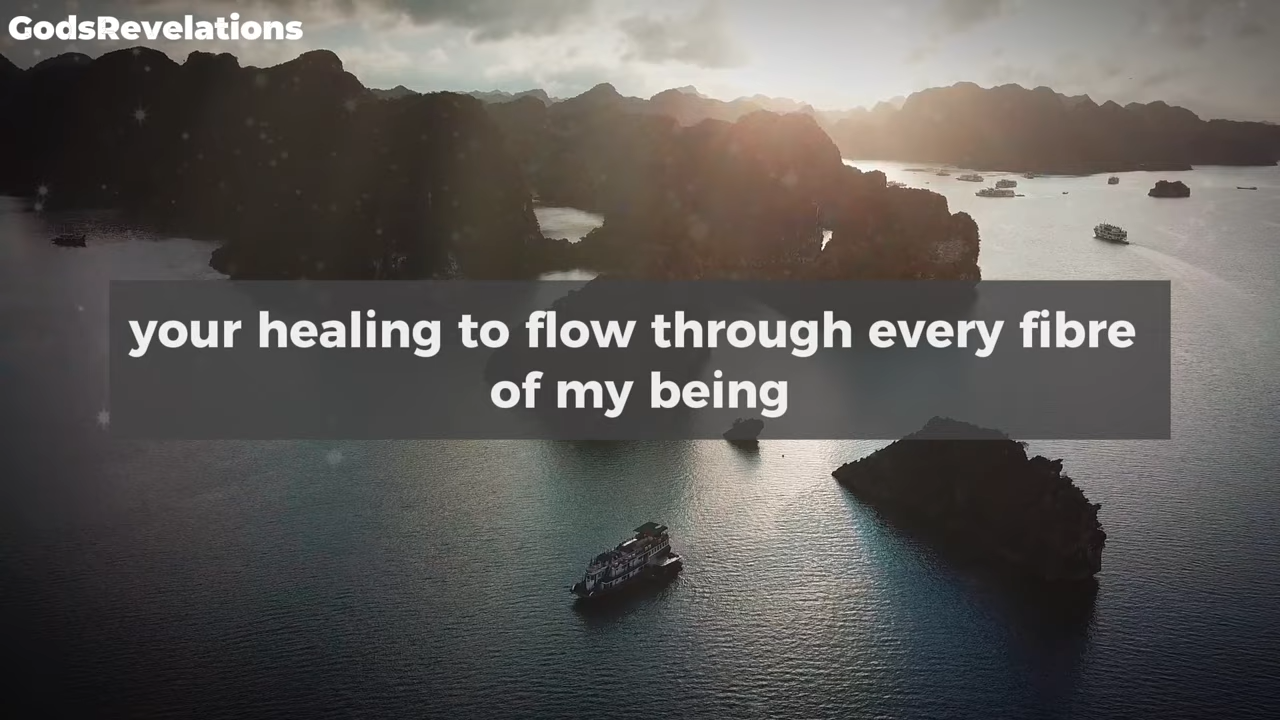 GodsRevelations
your healing to flow through every fibre
of my being